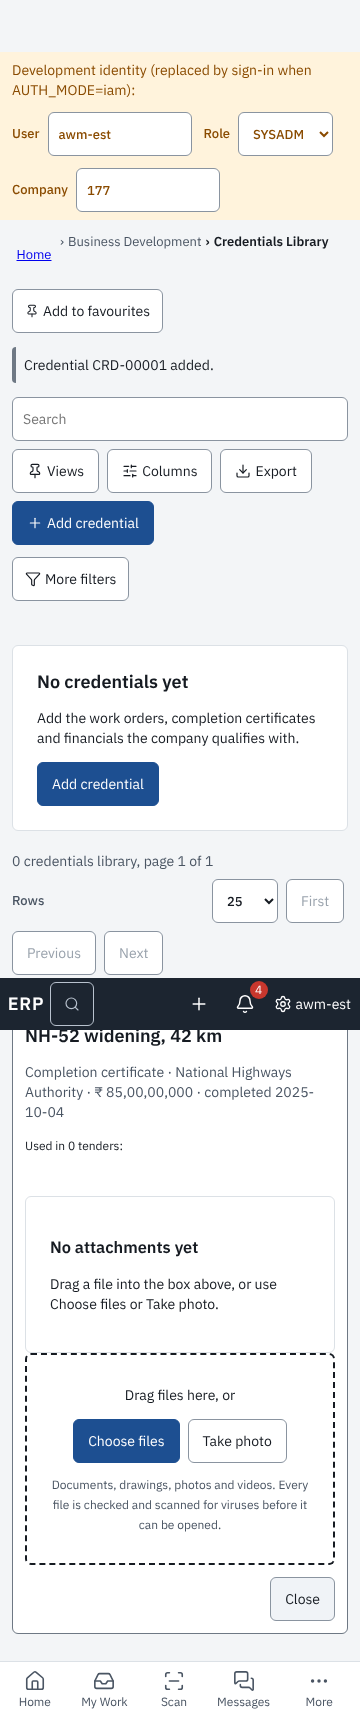 Development identity (replaced by sign-in when
AUTH_MODE=iam):
User awm-est Role SYSADM
Company 177
Home › Business Development › Credentials Library
Add to favourites
Credential CRD-00001 added.
Search
Views Columns Export
Add credential
More filters
No credentials yet
Add the work orders, completion certificates
and financials the company qualifies with.
Add credential
0 credentials library, page 1 of 1
Rows 25 First
Previous Next
ERP 4 awm-est
NH-52 widening, 42 km
Completion certificate · National Highways
Authority · ₹ 85,00,00,000 · completed 2025-
10-04
Used in 0 tenders:
No attachments yet
Drag a file into the box above, or use
Choose files or Take photo.
Drag files here, or
Choose files Take photo
Documents, drawings, photos and videos. Every
file is checked and scanned for viruses before it
can be opened.
Close
Home My Work Scan Messages More